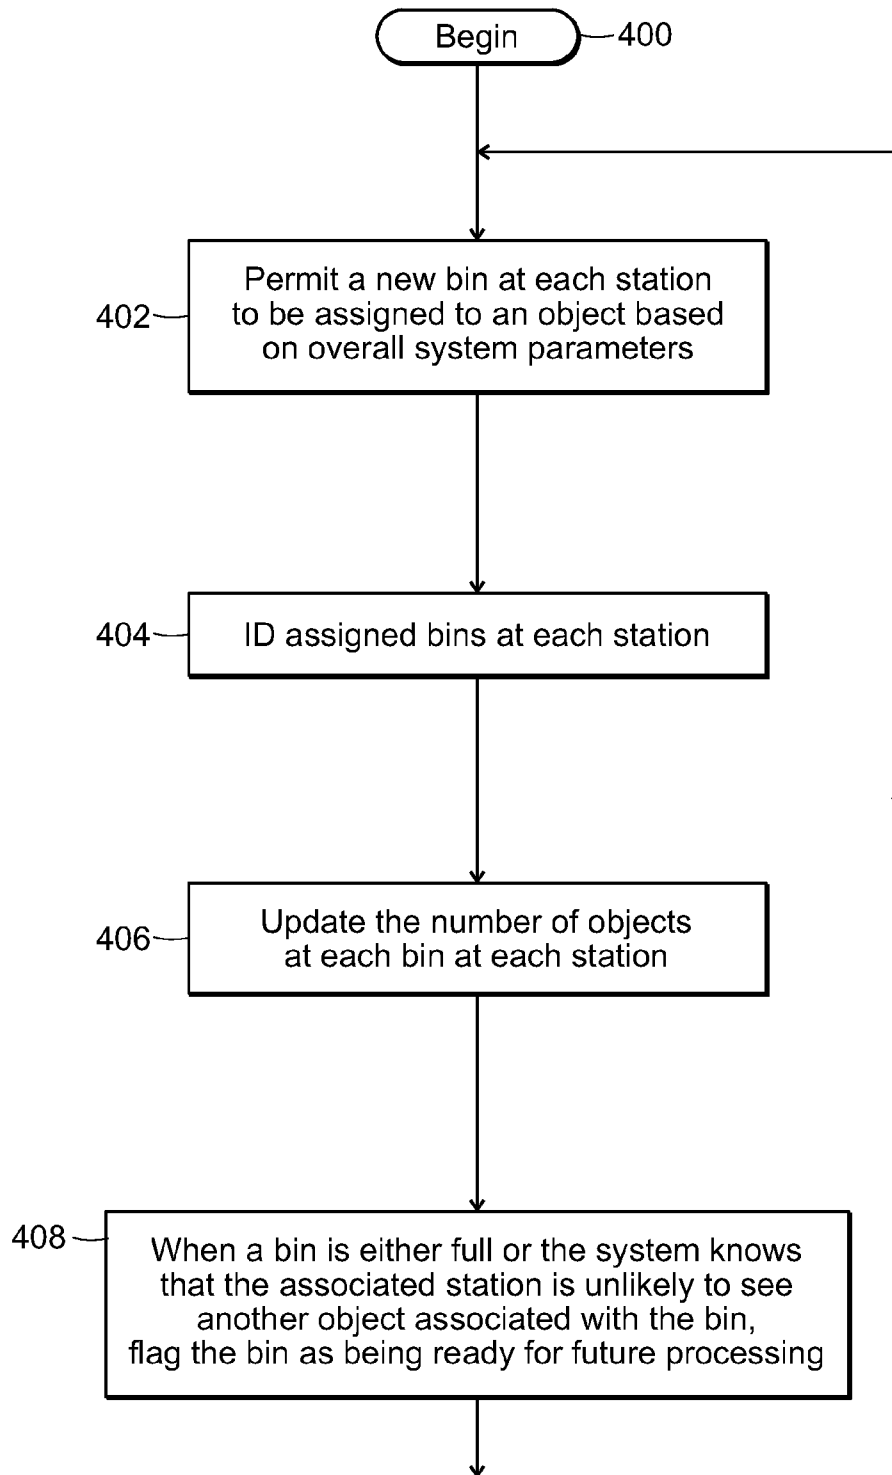 Begin
400
402
Permit a new bin at each station
to be assigned to an object based
on overall system parameters
404
ID assigned bins at each station
406
Update the number of objects
at each bin at each station
408
When a bin is either full or the system knows
that the associated station is unlikely to see
another object associated with the bin,
flag the bin as being ready for future processing